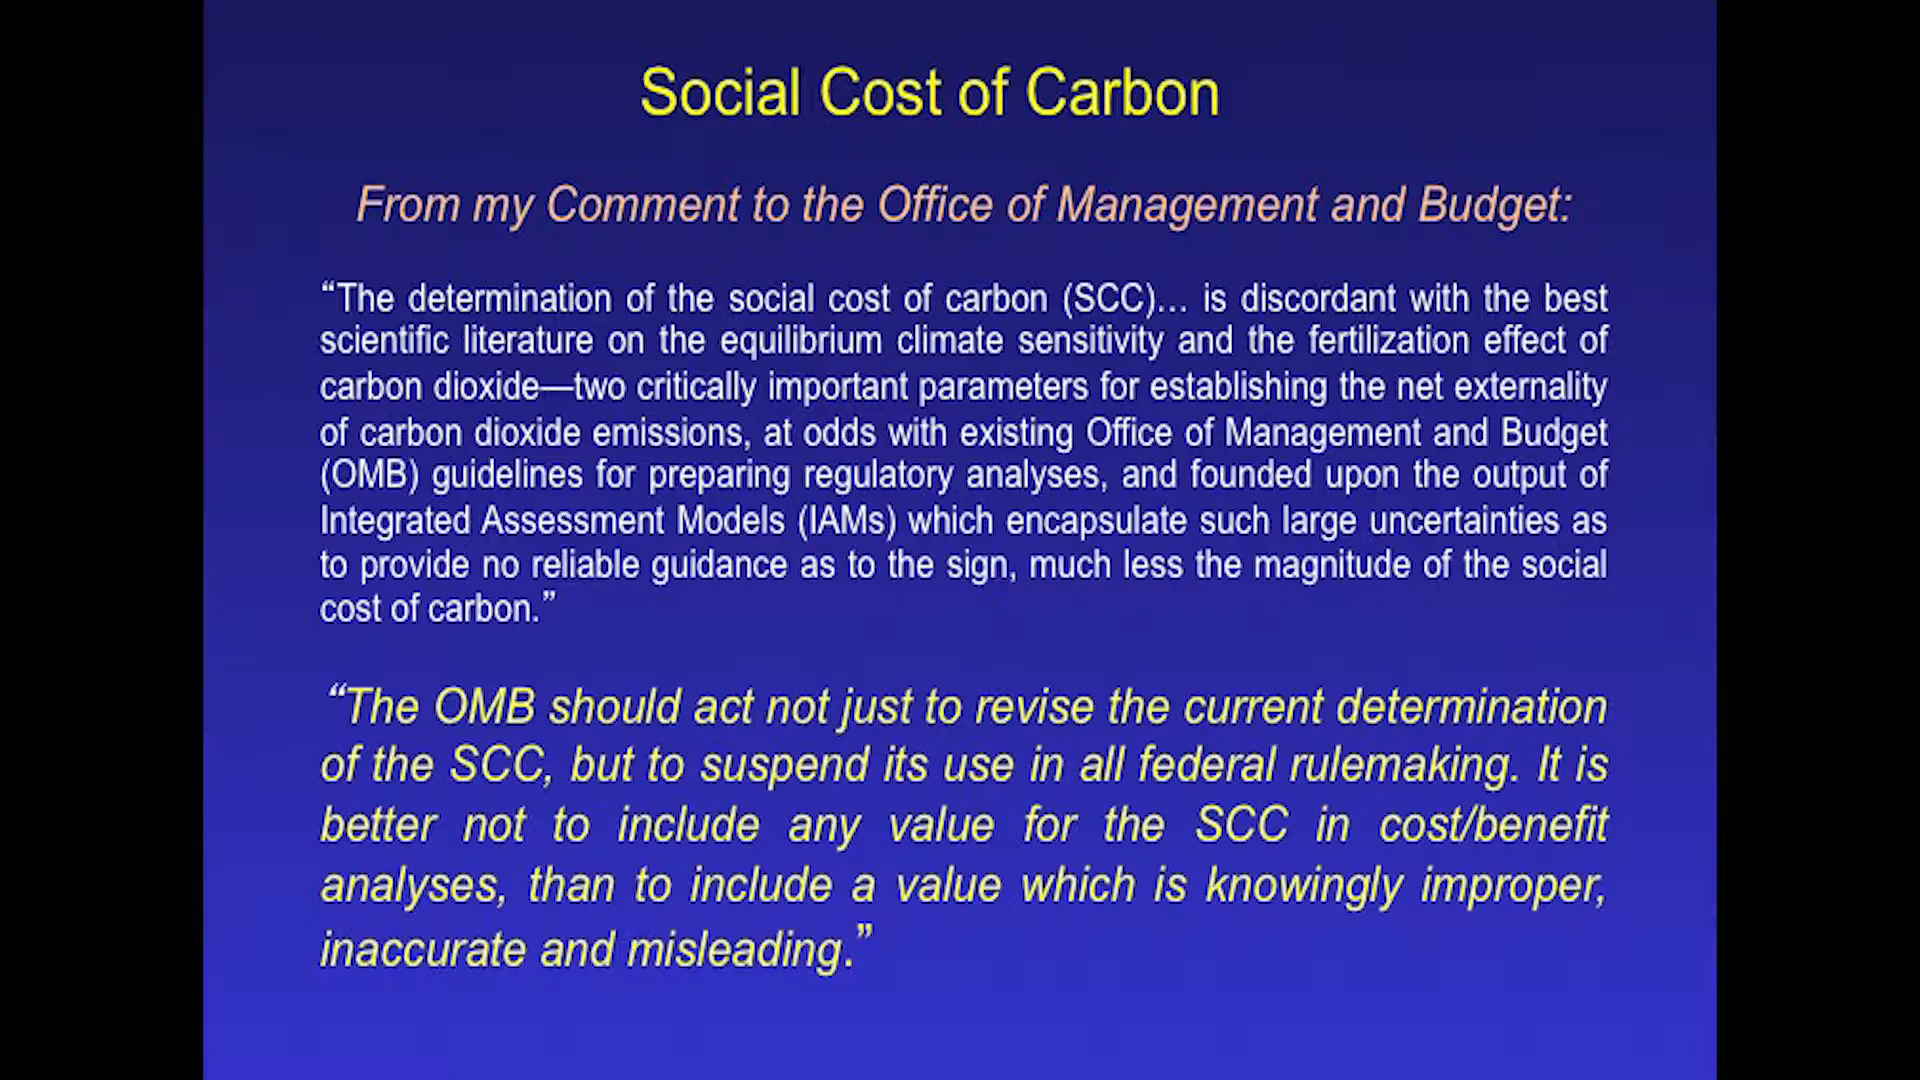 Social Cost of Carbon
From my Comment to the Office of Management and Budget:
“The determination of the social cost of carbon (SCC)… is discordant with the best
scientific literature on the equilibrium climate sensitivity and the fertilization effect of
carbon dioxide—two critically important parameters for establishing the net externality
of carbon dioxide emissions, at odds with existing Office of Management and Budget
(OMB) guidelines for preparing regulatory analyses, and founded upon the output of
Integrated Assessment Models (IAMs) which encapsulate such large uncertainties as
to provide no reliable guidance as to the sign, much less the magnitude of the social
cost of carbon.”
“The OMB should act not just to revise the current determination
of the SCC, but to suspend its use in all federal rulemaking. It is
better not to include any value for the SCC in cost/benefit
analyses, than to include a value which is knowingly improper,
inaccurate and misleading.”